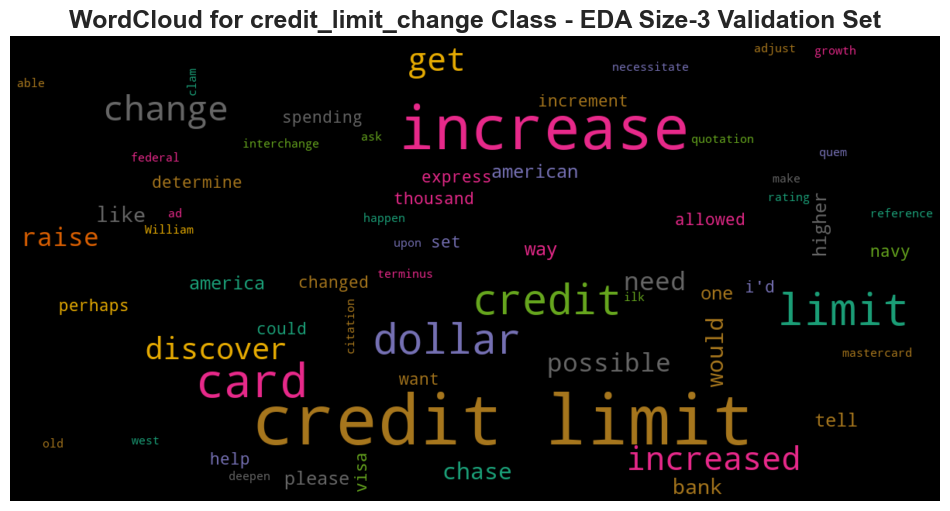 WordCloud for credit_limit_change Class - EDA Size-3 Validation Set
get
adjust
growth
necessitate
able
clam
change
increment
spending
increase
ask
interchange
quotation
federal
quem
express
american
determine
make
thousand
rating
like
ad
happen
allowed
higher
reference
William
raise
upon
set
way
navy
terminus
america
changed
need
i'd
credit
ilk
one
limit
perhaps
citation
could
dollar
would
discover
possible
mastercard
card
want
credit limit
tell
old
west
help
visa
increased
deepen
please
chase
bank